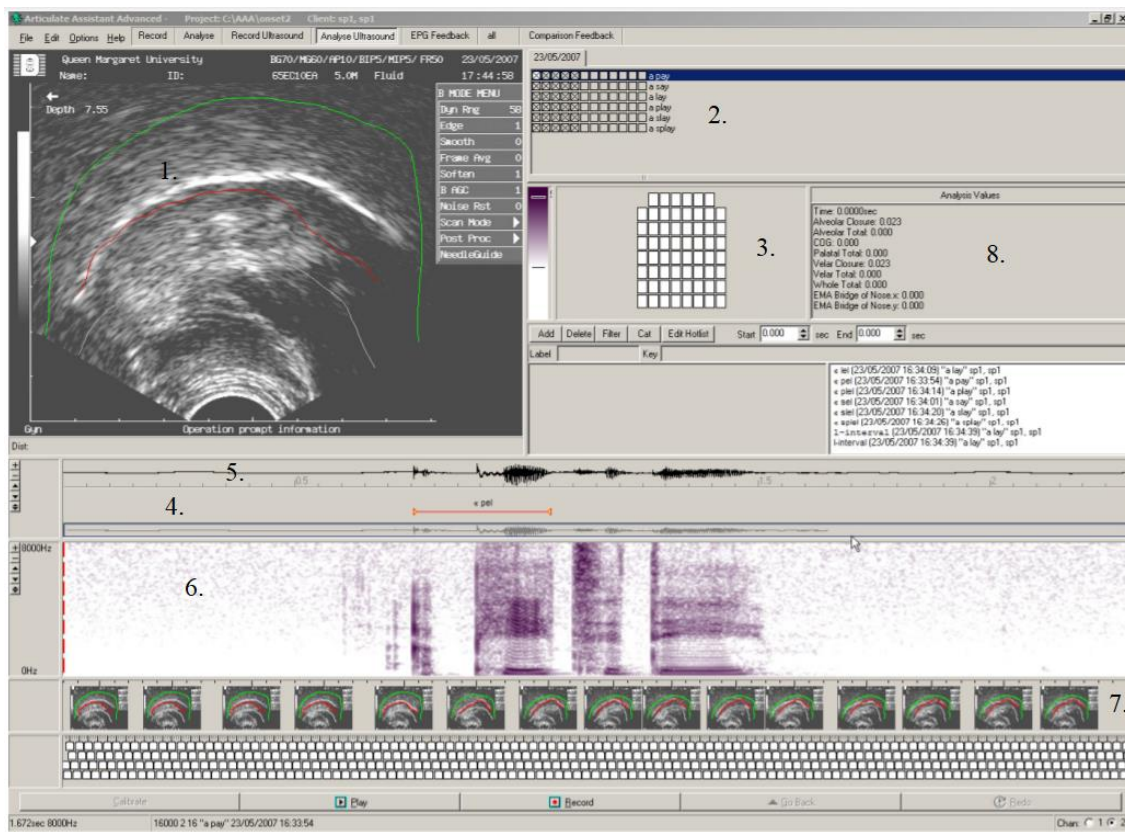 Articulate Assistant Advanced - Project: C:\AAA\onset2 Client: sp1, sp1
File Edit Options Help Record Analyse Record Ultrasound Analyse Ultrasound EPG Feedback all Comparison Feedback
Queen Margaret University BG70/MG60/AP10/BIP5/MIP5/ FR50 23/05/2007
Name: ID: 65EC10EA 5.0M Fluid 17:44:58
Depth 7.55
B MODE MENU
Dyn Rng 58
Edge 1
Smooth 0
Frame Avg 0
Soften 1
B AGC 1
Noise Rst 0
Scan Mode
Post Proc
NeedleGuide
1.
Gyn Operation prompt information
Dist:
23/05/2007
a pay
a say
a lay
a play
a slay
a splay
2.
3.
Analysis Values
Time: 0.0000sec
Alveolar Closure: 0.023
Alveolar Total: 0.000
COG: 0.000
Palatal Total: 0.000
Velar Closure: 0.023
Velar Total: 0.000
Whole Total: 0.000
EMA Bridge of Nose.x: 0.000
EMA Bridge of Nose.y: 0.000
8.
Add Delete Filter Cat Edit Hotlist Start 0.000 sec End 0.000 sec
Label Key
ɐ lel (23/05/2007 16:34:09) "a lay" sp1, sp1
ɐ pel (23/05/2007 16:33:54) "a pay" sp1, sp1
ɐ plel (23/05/2007 16:34:14) "a play" sp1, sp1
ɐ sel (23/05/2007 16:34:01) "a say" sp1, sp1
ɐ slel (23/05/2007 16:34:20) "a slay" sp1, sp1
ɐ splel (23/05/2007 16:34:26) "a splay" sp1, sp1
l-interval (23/05/2007 16:34:39) "a lay" sp1, sp1
l-interval (23/05/2007 16:34:39) "a lay" sp1, sp1
5.
0.5 1.5 2
4.
ɐ pel
8000Hz
6.
0Hz
7.
Calibrate Play Record Go Back Redo
1.672sec 8000Hz 16000 2 16 "a pay" 23/05/2007 16:33:54 Chan: 1 2